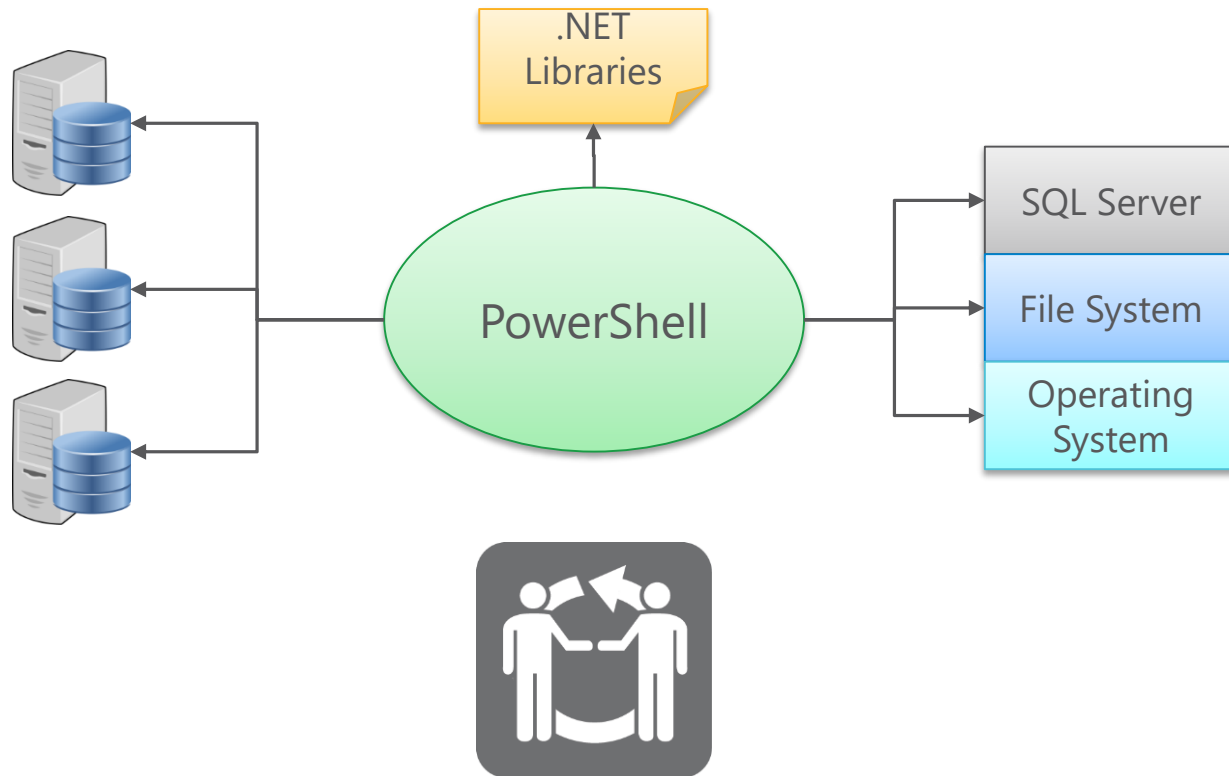 .NET
Libraries
SQL Server
PowerShell
File System
Operating
System